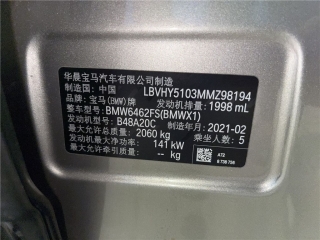 华晨宝马汽车有限公司制造
制造国: 中国 LBVHY5103MMZ98194
品牌: 宝马(BMW)牌 发动机排量: 1998 mL
整车型号: BMW6462FS(BMWX1)
发动机型号: B48A20C 制造年月: 2021-02
最大允许总质量: 2060 kg 乘坐人数: 5
发动机最大净功率: 141 kW
最大允许牵引质量: -- kg